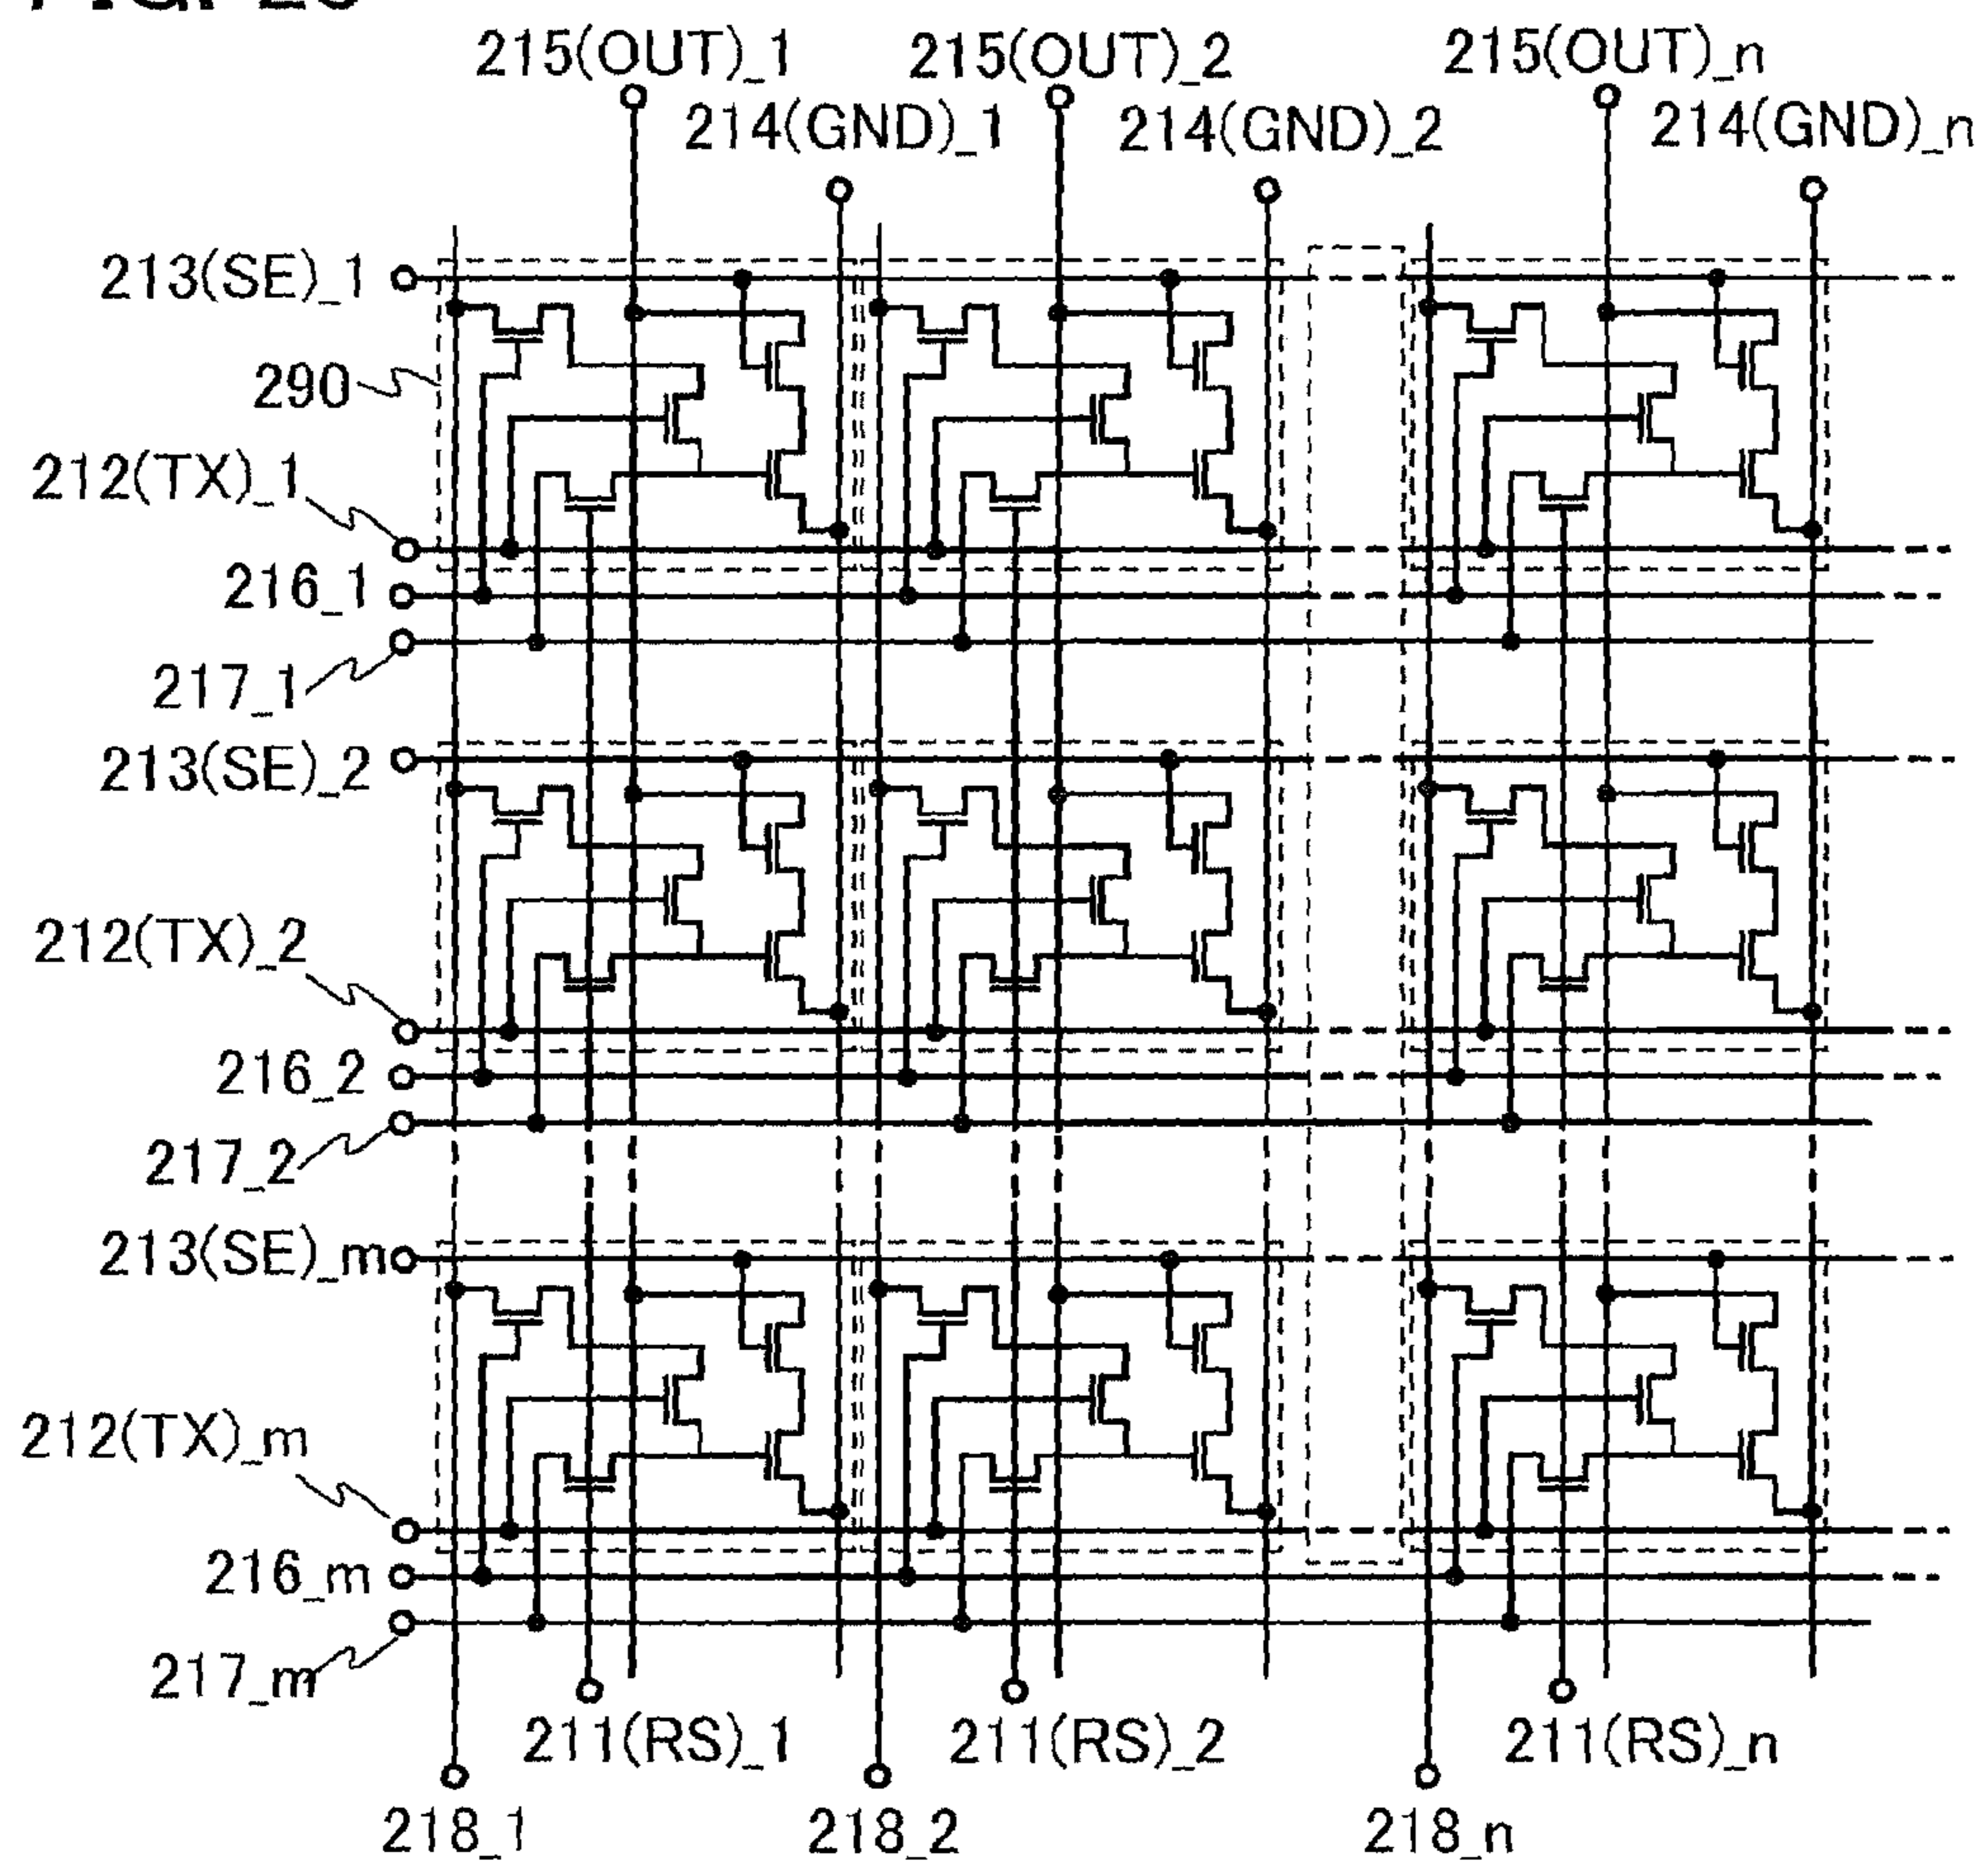 215(OUT)_1 215(OUT)_2 215(OUT)_n
214(GND)_1 214(GND)_2 214(GND)_n
213(SE)_1
290
212(TX)_1
216_1
217_1
213(SE)_2
212(TX)_2
216_2
217_2
213(SE)_m
212(TX)_m
216_m
217_m
211(RS)_1 211(RS)_2 211(RS)_n
218_1 218_2 218_n